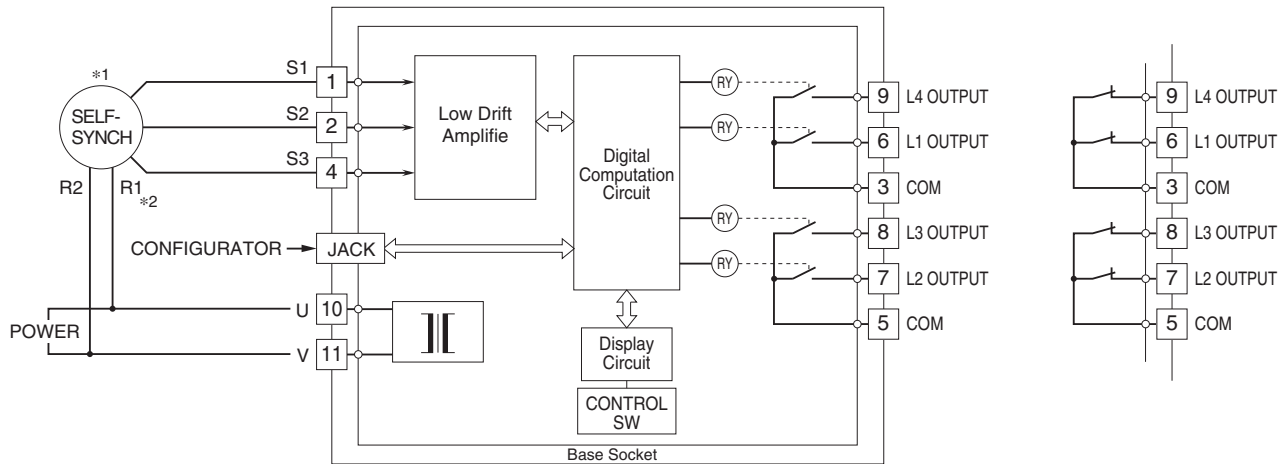 *1
SELF-
SYNCH
S1
1
S2
2
S3
4
R2
R1
*2
CONFIGURATOR
JACK
POWER
U
10
V
11
Low Drift
Amplifie
Digital
Computation
Circuit
Display
Circuit
CONTROL
SW
Base Socket
RY
RY
RY
RY
9 L4 OUTPUT
6 L1 OUTPUT
3 COM
8 L3 OUTPUT
7 L2 OUTPUT
5 COM
9 L4 OUTPUT
6 L1 OUTPUT
3 COM
8 L3 OUTPUT
7 L2 OUTPUT
5 COM